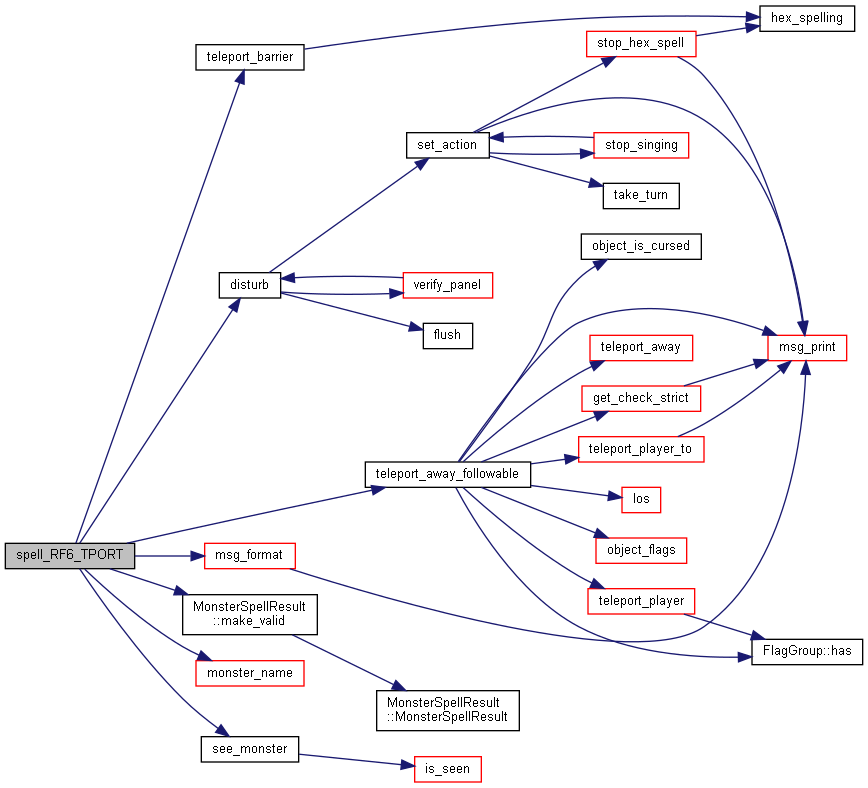 hex_spelling
stop_hex_spell
teleport_barrier
set_action
stop_singing
take_turn
object_is_cursed
disturb
verify_panel
flush
teleport_away
msg_print
get_check_strict
teleport_player_to
teleport_away_followable
los
object_flags
spell_RF6_TPORT
msg_format
teleport_player
MonsterSpellResult
::make_valid
FlagGroup::has
monster_name
MonsterSpellResult
::MonsterSpellResult
see_monster
is_seen